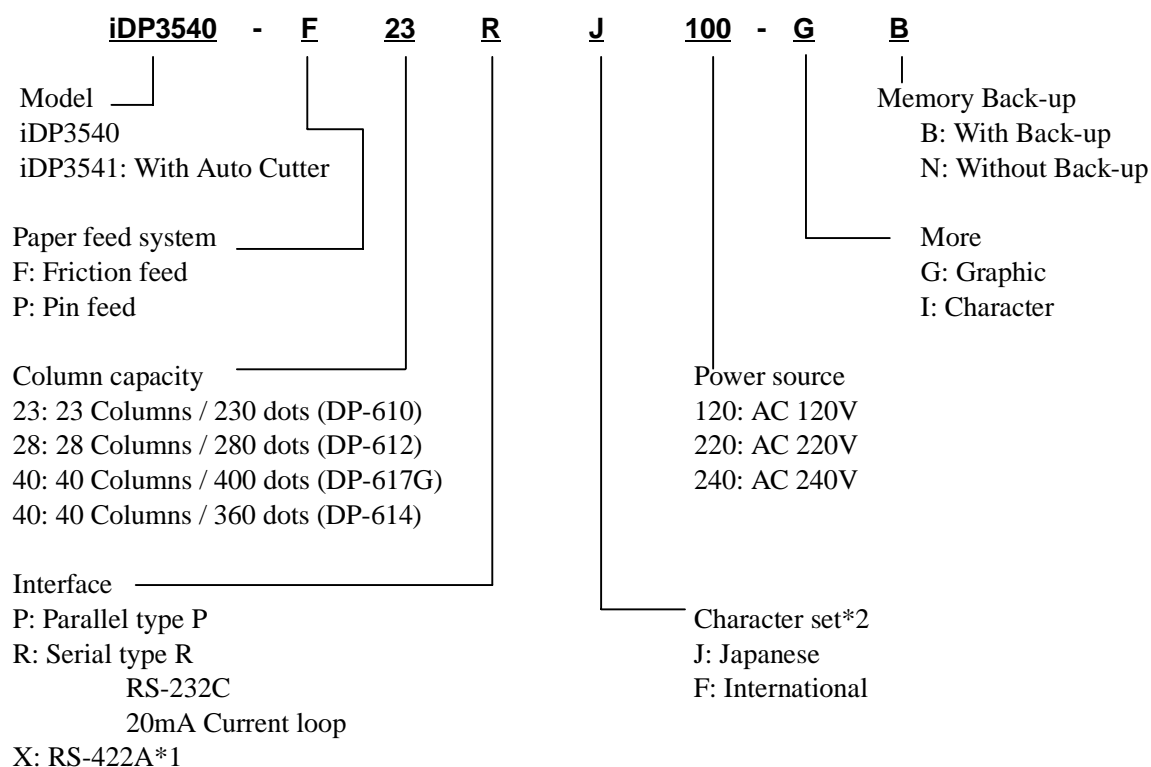 iDP3540 - F 23 R J 100 - G B
Model
iDP3540
iDP3541: With Auto Cutter
Memory Back-up
B: With Back-up
N: Without Back-up
Paper feed system
F: Friction feed
P: Pin feed
More
G: Graphic
I: Character
Column capacity
23: 23 Columns / 230 dots (DP-610)
28: 28 Columns / 280 dots (DP-612)
40: 40 Columns / 400 dots (DP-617G)
40: 40 Columns / 360 dots (DP-614)
Power source
120: AC 120V
220: AC 220V
240: AC 240V
Interface
P: Parallel type P
R: Serial type R
RS-232C
20mA Current loop
X: RS-422A*1
Character set*2
J: Japanese
F: International